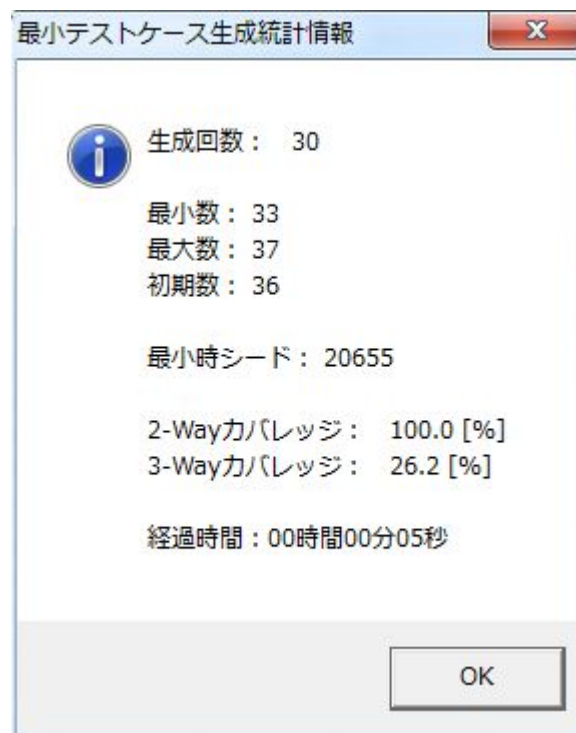 最小テストケース生成統計情報
生成回数： 30
最小数： 33
最大数： 37
初期数： 36
最小時シード： 20655
2-Wayカバレッジ： 100.0 [%]
3-Wayカバレッジ： 26.2 [%]
経過時間：00時間00分05秒
OK